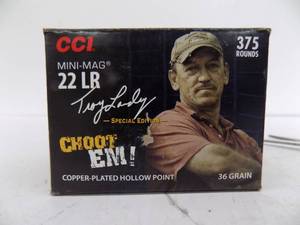 CCI
375
ROUNDS
MINI-MAG®
22 LR
Troy Landry
— SPECIAL EDITION —
CHOOT
'EM!
COPPER-PLATED HOLLOW POINT
36 GRAIN